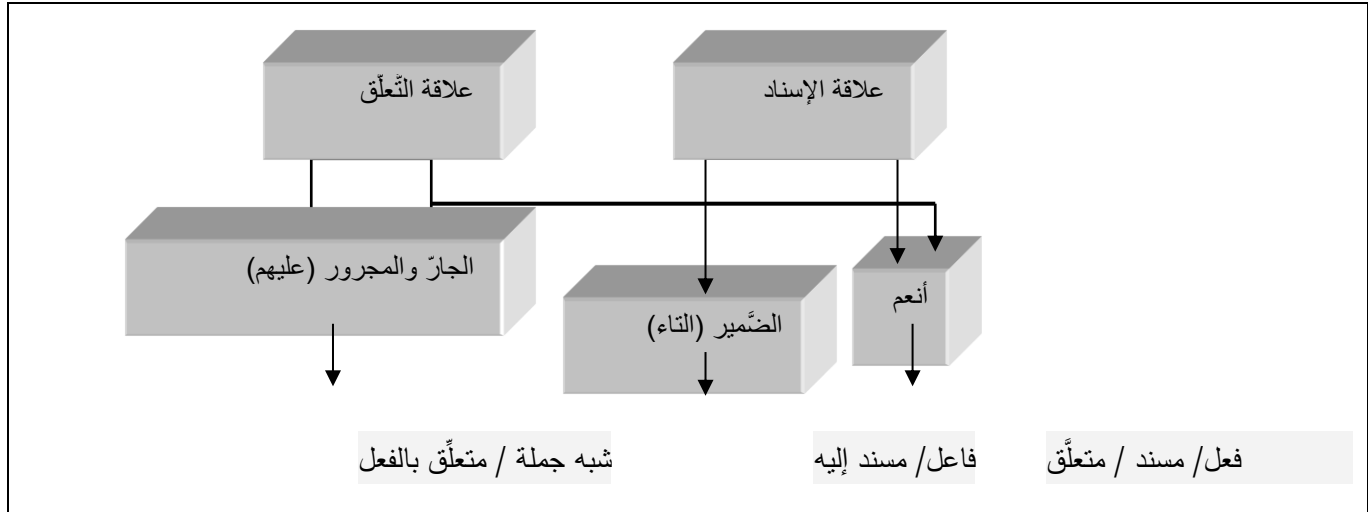 علاقة الإسناد
علاقة التّعلّق
أنعم
الضَّمير (التاء)
الجارّ والمجرور (عليهم)
فعل/ مسند / متعلَّق
فاعل/ مسند إليه
شبه جملة / متعلِّق بالفعل